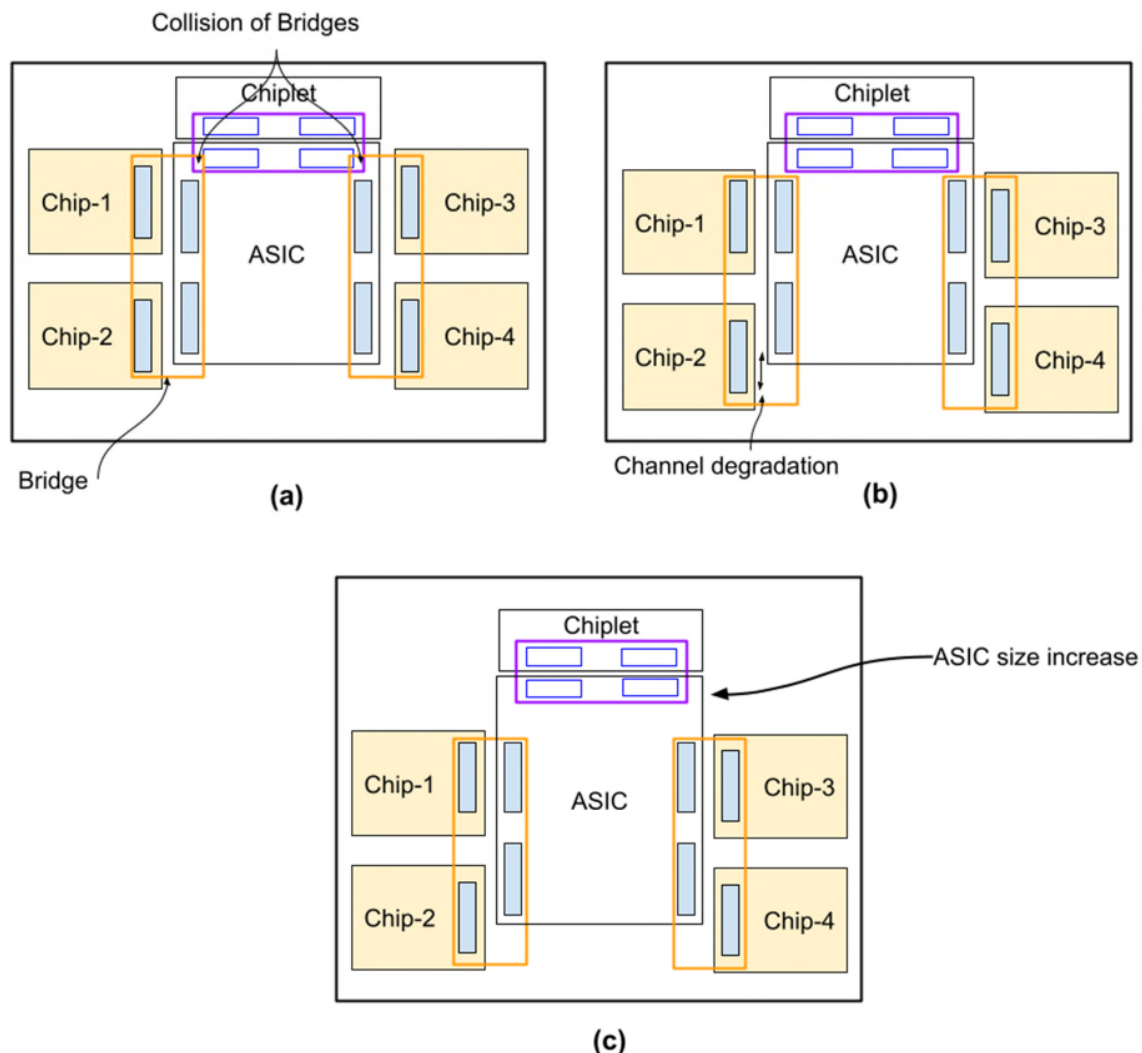 Collision of Bridges
Chiplet
Chip-1
Chip-3
ASIC
Chip-2
Chip-4
Bridge
(a)
Chiplet
Chip-1
Chip-3
ASIC
Chip-2
Chip-4
Channel degradation
(b)
Chiplet
ASIC size increase
Chip-1
Chip-3
ASIC
Chip-2
Chip-4
(c)